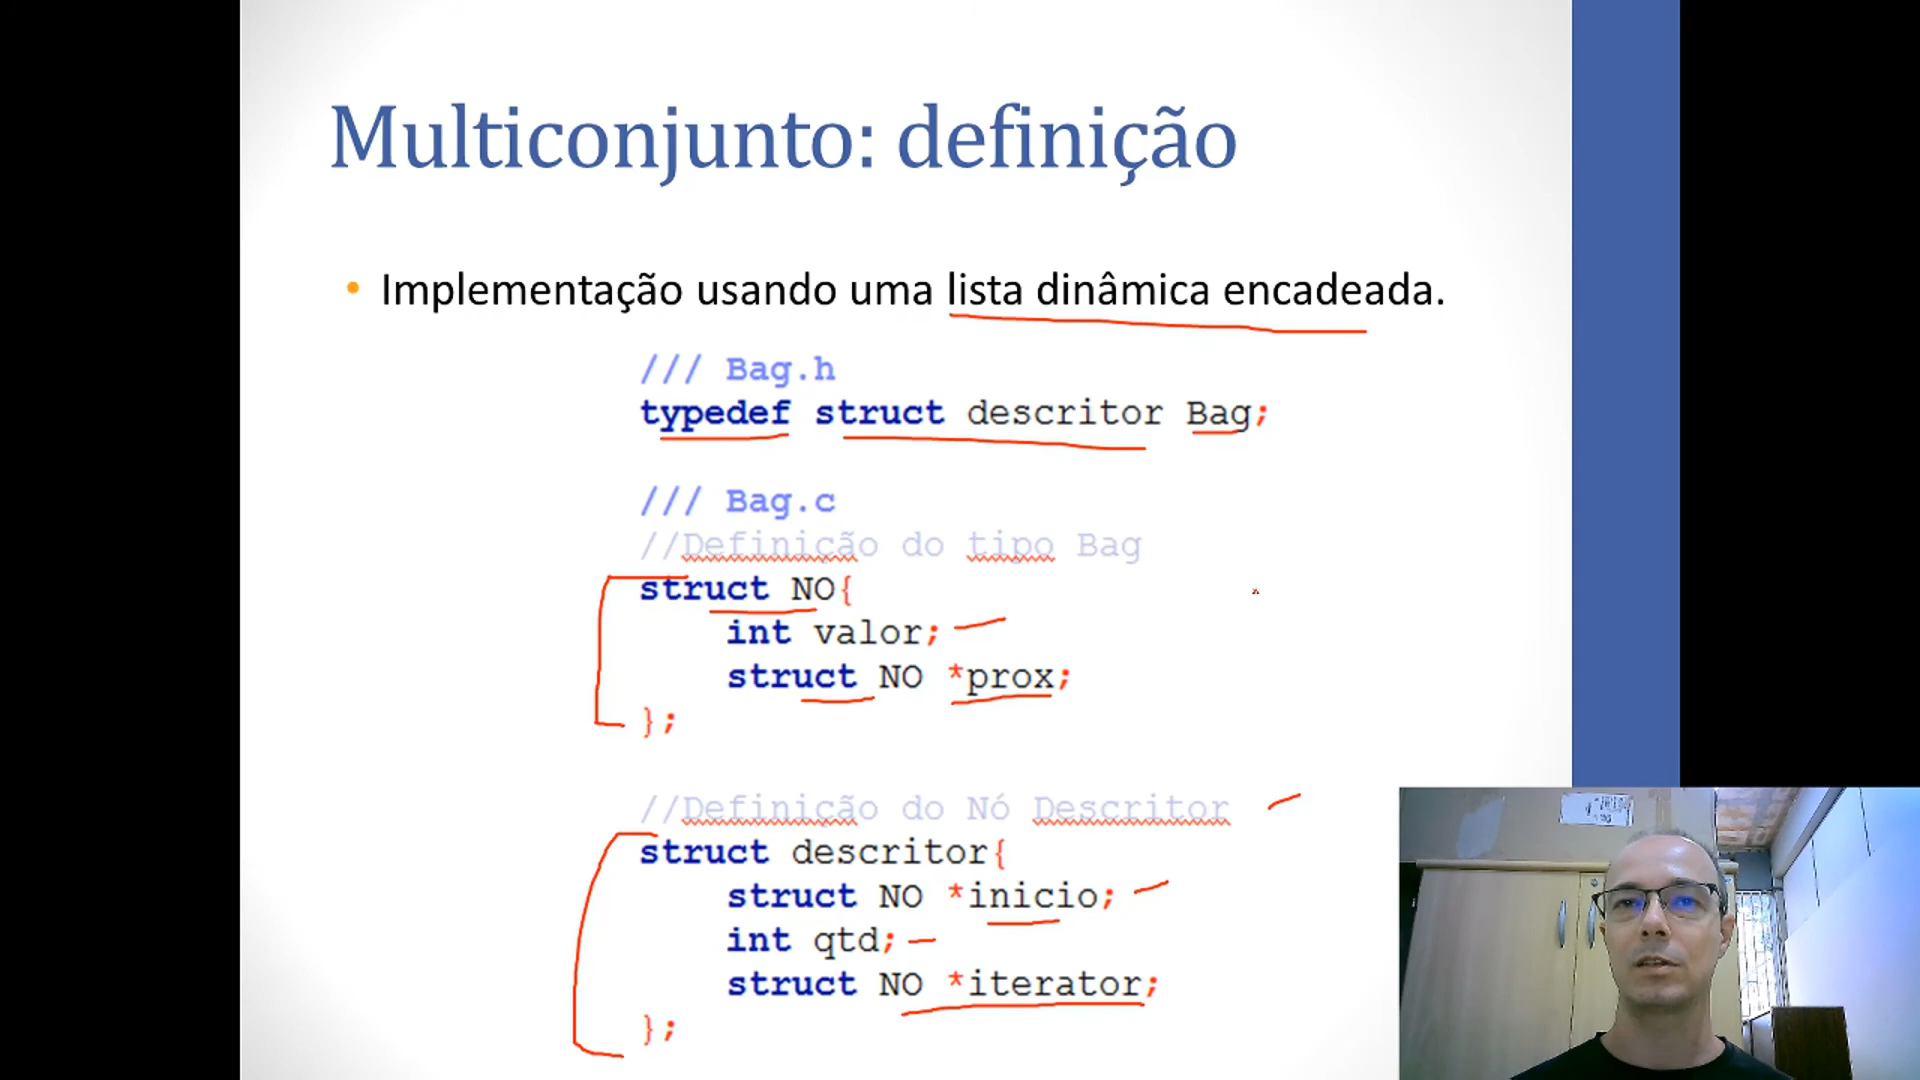 Multiconjunto: definição
• Implementação usando uma lista dinâmica encadeada.
/// Bag.h
typedef struct descritor Bag;
/// Bag.c
//Definição do tipo Bag
struct NO{
int valor;
struct NO *prox;
};
//Definição do Nó Descritor
struct descritor{
struct NO *inicio;
int qtd;
struct NO *iterator;
};